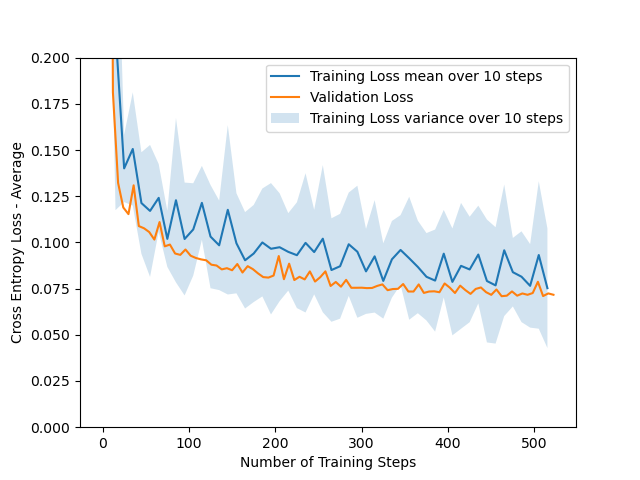 0.200
0.175
0.150
0.125
0.100
0.075
0.050
0.025
0.000
Cross Entropy Loss - Average
Training Loss mean over 10 steps
Validation Loss
Training Loss variance over 10 steps
0 100 200 300 400 500
Number of Training Steps